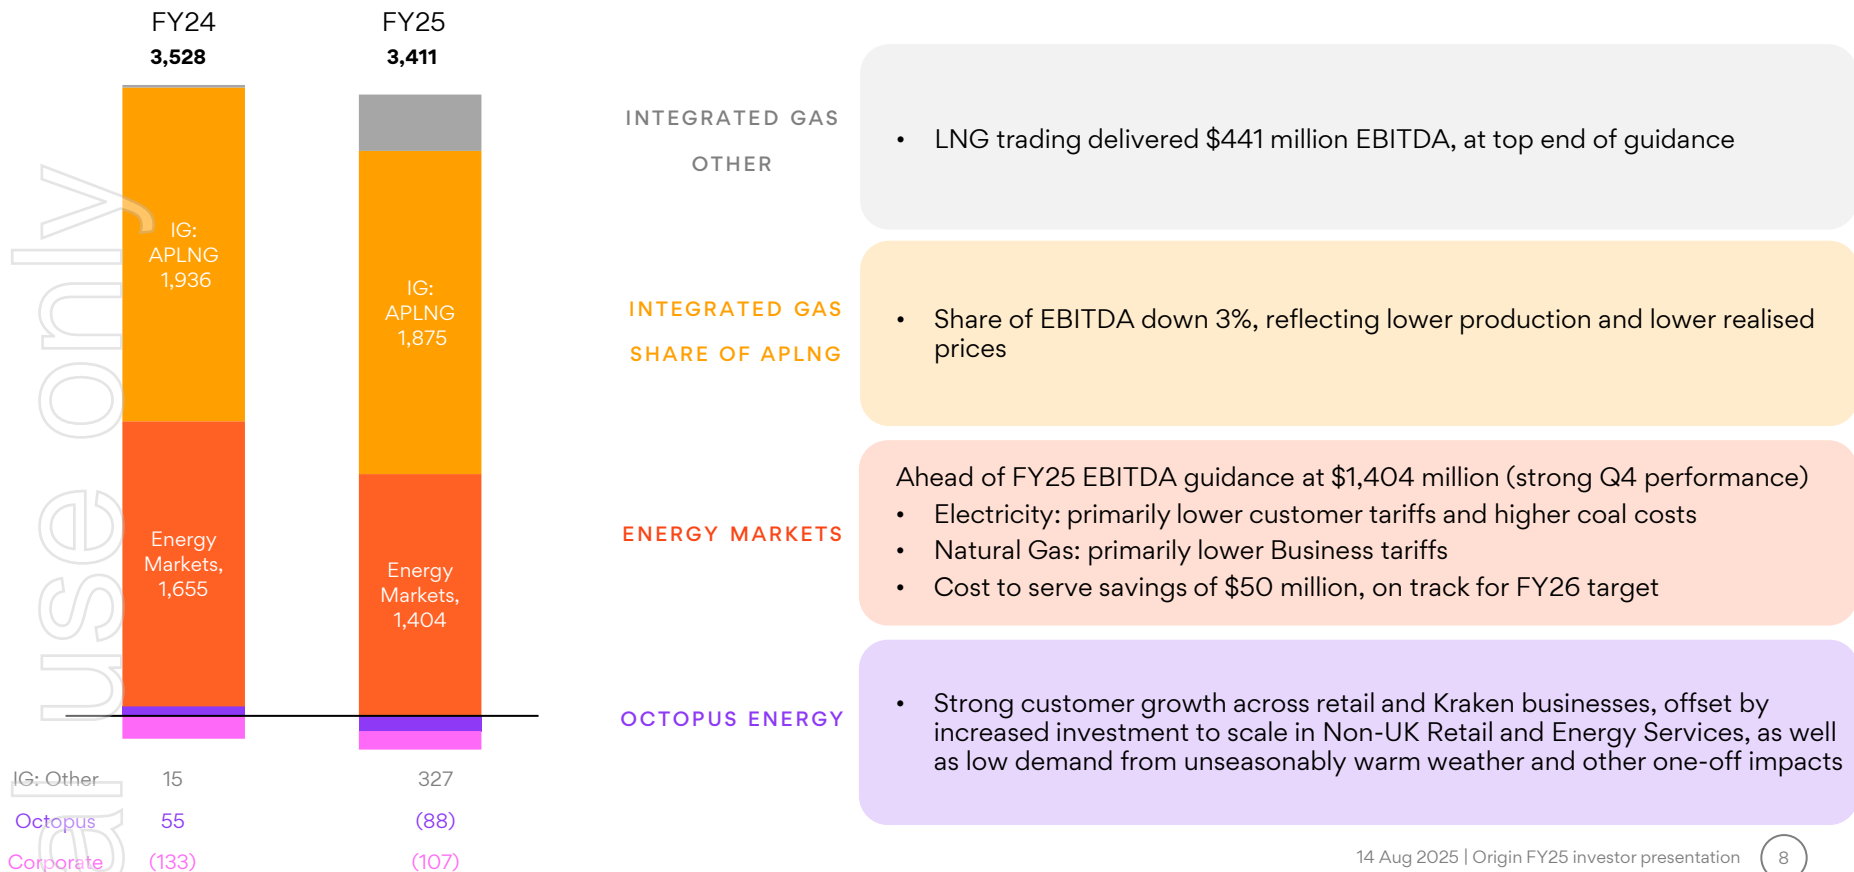 FY24
3,528
FY25
3,411
IG:
APLNG
1,936
Energy
Markets,
1,655
IG:
APLNG
1,875
Energy
Markets,
1,404
IG: Other 15 327
Octopus 55 (88)
Corporate (133) (107)
INTEGRATED GAS
OTHER
• LNG trading delivered $441 million EBITDA, at top end of guidance
INTEGRATED GAS
SHARE OF APLNG
• Share of EBITDA down 3%, reflecting lower production and lower realised
prices
ENERGY MARKETS
Ahead of FY25 EBITDA guidance at $1,404 million (strong Q4 performance)
• Electricity: primarily lower customer tariffs and higher coal costs
• Natural Gas: primarily lower Business tariffs
• Cost to serve savings of $50 million, on track for FY26 target
OCTOPUS ENERGY
• Strong customer growth across retail and Kraken businesses, offset by
increased investment to scale in Non-UK Retail and Energy Services, as well
as low demand from unseasonably warm weather and other one-off impacts
14 Aug 2025 | Origin FY25 investor presentation 8
al use only